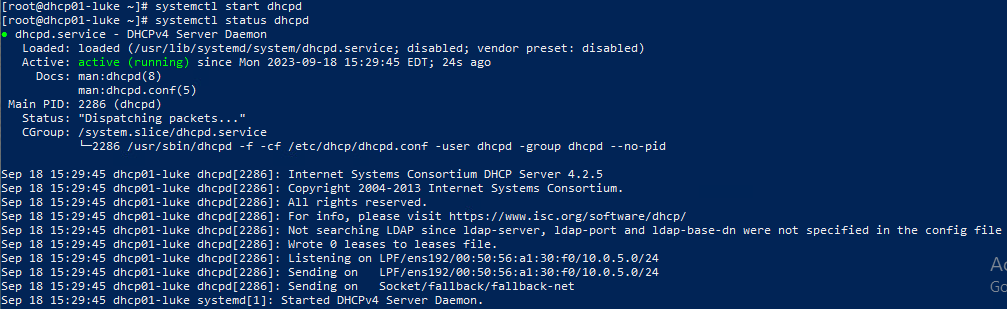 [root@dhcp01-luke ~]# systemctl start dhcpd
[root@dhcp01-luke ~]# systemctl status dhcpd
● dhcpd.service - DHCPv4 Server Daemon
   Loaded: loaded (/usr/lib/systemd/system/dhcpd.service; disabled; vendor preset: disabled)
   Active: active (running) since Mon 2023-09-18 15:29:45 EDT; 24s ago
     Docs: man:dhcpd(8)
           man:dhcpd.conf(5)
 Main PID: 2286 (dhcpd)
   Status: "Dispatching packets..."
   CGroup: /system.slice/dhcpd.service
           └─2286 /usr/sbin/dhcpd -f -cf /etc/dhcp/dhcpd.conf -user dhcpd -group dhcpd --no-pid
Sep 18 15:29:45 dhcp01-luke dhcpd[2286]: Internet Systems Consortium DHCP Server 4.2.5
Sep 18 15:29:45 dhcp01-luke dhcpd[2286]: Copyright 2004-2013 Internet Systems Consortium.
Sep 18 15:29:45 dhcp01-luke dhcpd[2286]: All rights reserved.
Sep 18 15:29:45 dhcp01-luke dhcpd[2286]: For info, please visit https://www.isc.org/software/dhcp/
Sep 18 15:29:45 dhcp01-luke dhcpd[2286]: Not searching LDAP since ldap-server, ldap-port and ldap-base-dn were not specified in the config file
Sep 18 15:29:45 dhcp01-luke dhcpd[2286]: Wrote 0 leases to leases file.
Sep 18 15:29:45 dhcp01-luke dhcpd[2286]: Listening on LPF/ens192/00:50:56:a1:30:f0/10.0.5.0/24
Sep 18 15:29:45 dhcp01-luke dhcpd[2286]: Sending on   LPF/ens192/00:50:56:a1:30:f0/10.0.5.0/24
Sep 18 15:29:45 dhcp01-luke dhcpd[2286]: Sending on   Socket/fallback/fallback-net
Sep 18 15:29:45 dhcp01-luke systemd[1]: Started DHCPv4 Server Daemon.
Ac
Go